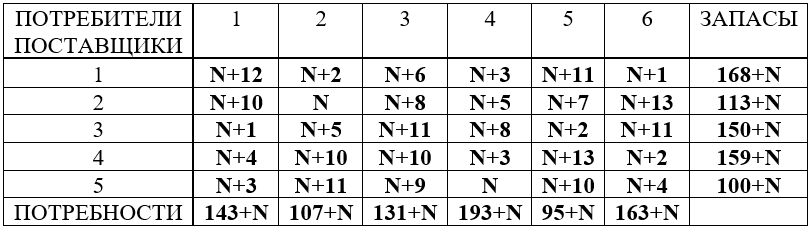 ПОТРЕБИТЕЛИ ПОСТАВЩИКИ 1 2 3 4 5 6 ЗАПАСЫ
1 N+12 N+2 N+6 N+3 N+11 N+1 168+N
2 N+10 N N+8 N+5 N+7 N+13 113+N
3 N+1 N+5 N+11 N+8 N+2 N+11 150+N
4 N+4 N+10 N+10 N+3 N+13 N+2 159+N
5 N+3 N+11 N+9 N N+10 N+4 100+N
ПОТРЕБНОСТИ 143+N 107+N 131+N 193+N 95+N 163+N